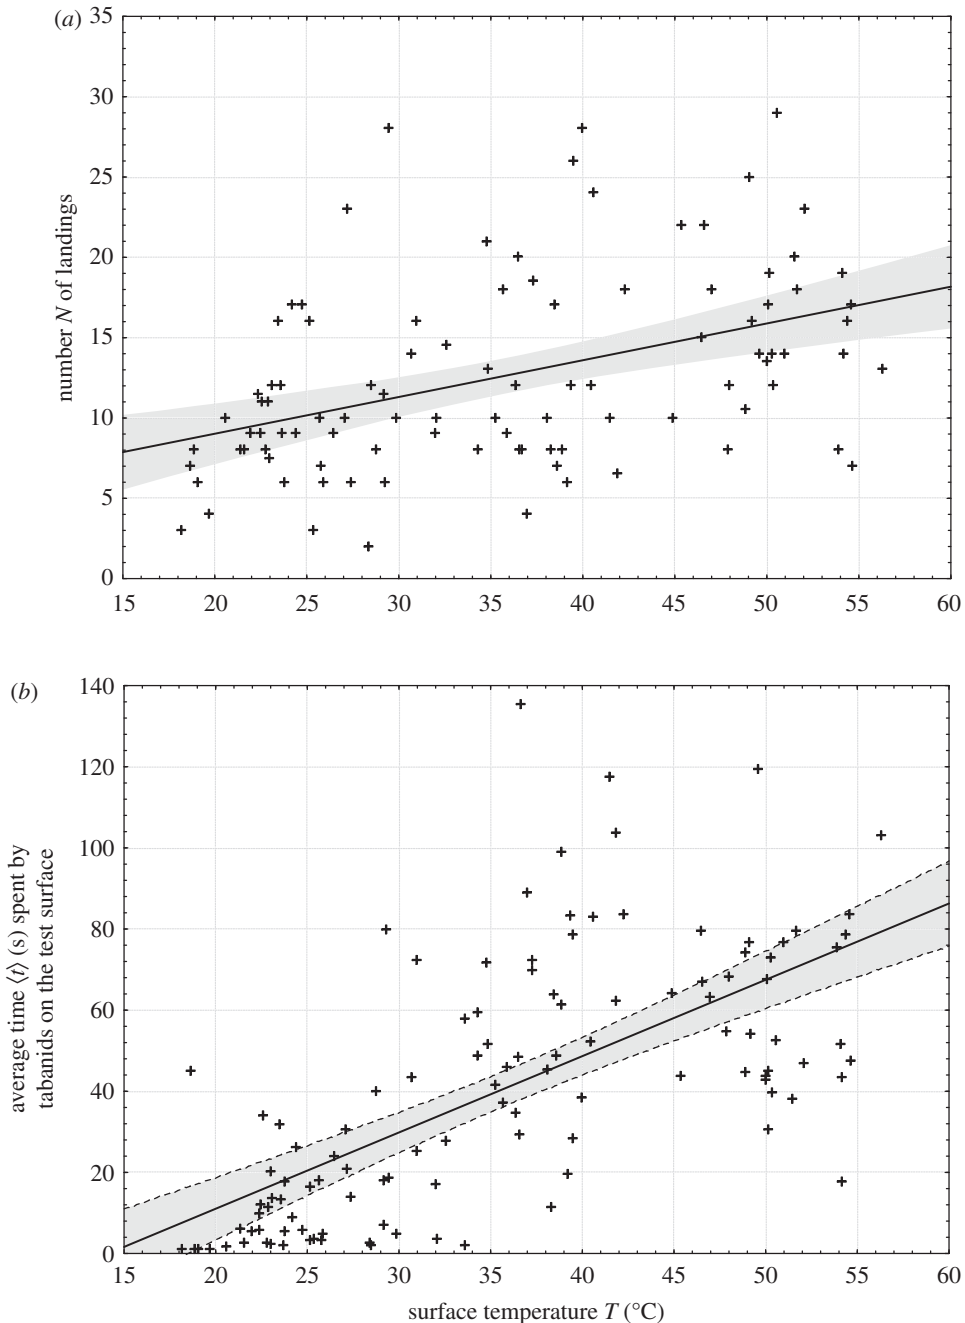 (a)
35
30
25
20
15
10
5
0
number N of landings
15 20 25 30 35 40 45 50 55 60
(b)
140
120
100
80
60
40
20
0
average time ⟨t⟩ (s) spent by
tabanids on the test surface
15 20 25 30 35 40 45 50 55 60
surface temperature T (°C)